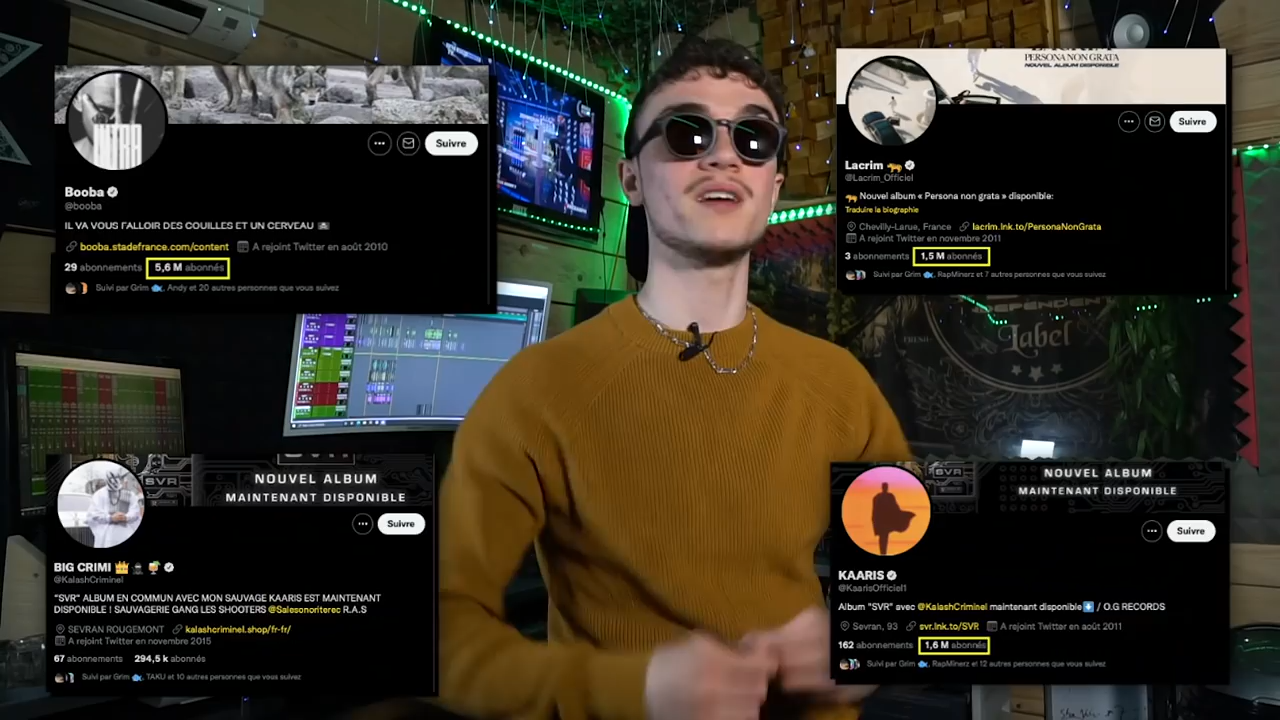 Booba
@booba
IL VA VOUS FALLOIR DES COUILLES ET UN CERVEAU
booba.stadefrance.com/content A rejoint Twitter en août 2010
29 abonnements 5,6 M abonnés
Suivi par Grim , Andy et 20 autres personnes que vous suivez
Suivre
PERSONA NON GRATA
NOUVEL ALBUM DISPONIBLE
Suivre
Lacrim
@Lacrim_Officiel
Nouvel album « Persona non grata » disponible:
Traduire la biographie
Chevilly-Larue, France lacrim.lnk.to/PersonaNonGrata
A rejoint Twitter en novembre 2011
3 abonnements 1,5 M abonnés
Suivi par Grim , RapMinerz et 7 autres personnes que vous suivez
Label
SVR
NOUVEL ALBUM
MAINTENANT DISPONIBLE
Suivre
BIG CRIMI
@KalashCriminel
"SVR" ALBUM EN COMMUN AVEC MON SAUVAGE KAARIS EST MAINTENANT
DISPONIBLE ! SAUVAGERIE GANG LES SHOOTERS @Salesonoriterec R.A.S
SEVRAN ROUGEMONT kalashcriminel.shop/fr-fr/
A rejoint Twitter en novembre 2015
67 abonnements 294,5 k abonnés
Suivi par Grim , TAKU et 10 autres personnes que vous suivez
SVR
NOUVEL ALBUM
MAINTENANT DISPONIBLE
Suivre
KAARIS
@KaarisOfficiel1
Album "SVR" avec @KalashCriminel maintenant disponible / O.G RECORDS
Sevran, 93 svr.lnk.to/SVR A rejoint Twitter en août 2011
162 abonnements 1,6 M abonnés
Suivi par Grim , RapMinerz et 12 autres personnes que vous suivez